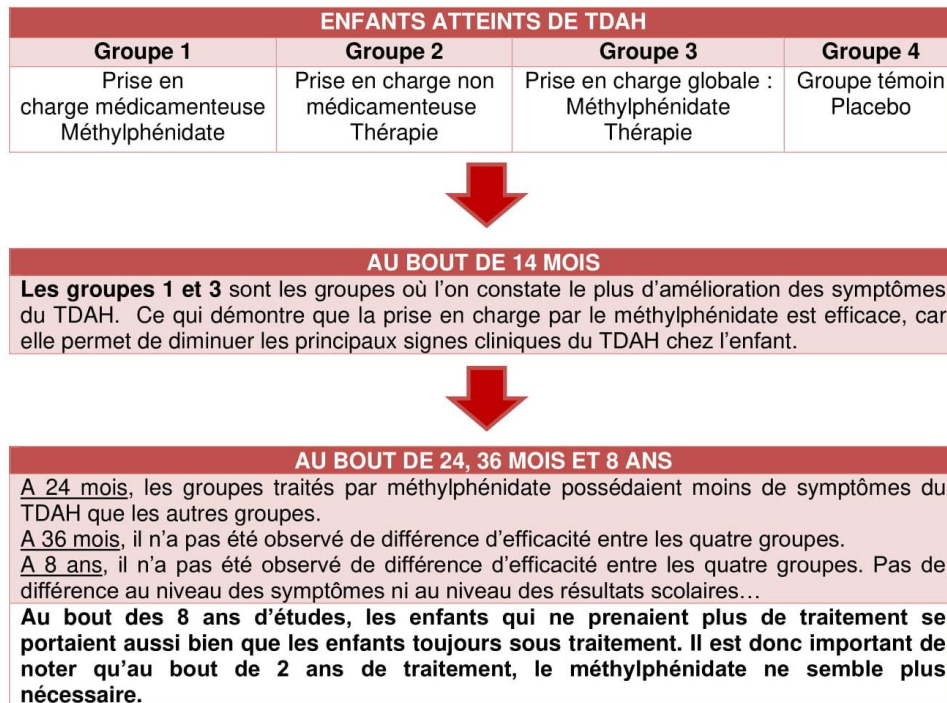 ENFANTS ATTEINTS DE TDAH
Groupe 1
Prise en
charge médicamenteuse
Méthylphénidate
Groupe 2
Prise en charge non
médicamenteuse
Thérapie
Groupe 3
Prise en charge globale :
Méthylphénidate
Thérapie
Groupe 4
Groupe témoin
Placebo
AU BOUT DE 14 MOIS
Les groupes 1 et 3 sont les groupes où l'on constate le plus d'amélioration des symptômes
du TDAH. Ce qui démontre que la prise en charge par le méthylphénidate est efficace, car
elle permet de diminuer les principaux signes cliniques du TDAH chez l'enfant.
AU BOUT DE 24, 36 MOIS ET 8 ANS
A 24 mois, les groupes traités par méthylphénidate possédaient moins de symptômes du
TDAH que les autres groupes.
A 36 mois, il n'a pas été observé de différence d'efficacité entre les quatre groupes.
A 8 ans, il n'a pas été observé de différence d'efficacité entre les quatre groupes. Pas de
différence au niveau des symptômes ni au niveau des résultats scolaires…
Au bout des 8 ans d'études, les enfants qui ne prenaient plus de traitement se
portaient aussi bien que les enfants toujours sous traitement. Il est donc important de
noter qu'au bout de 2 ans de traitement, le méthylphénidate ne semble plus
nécessaire.